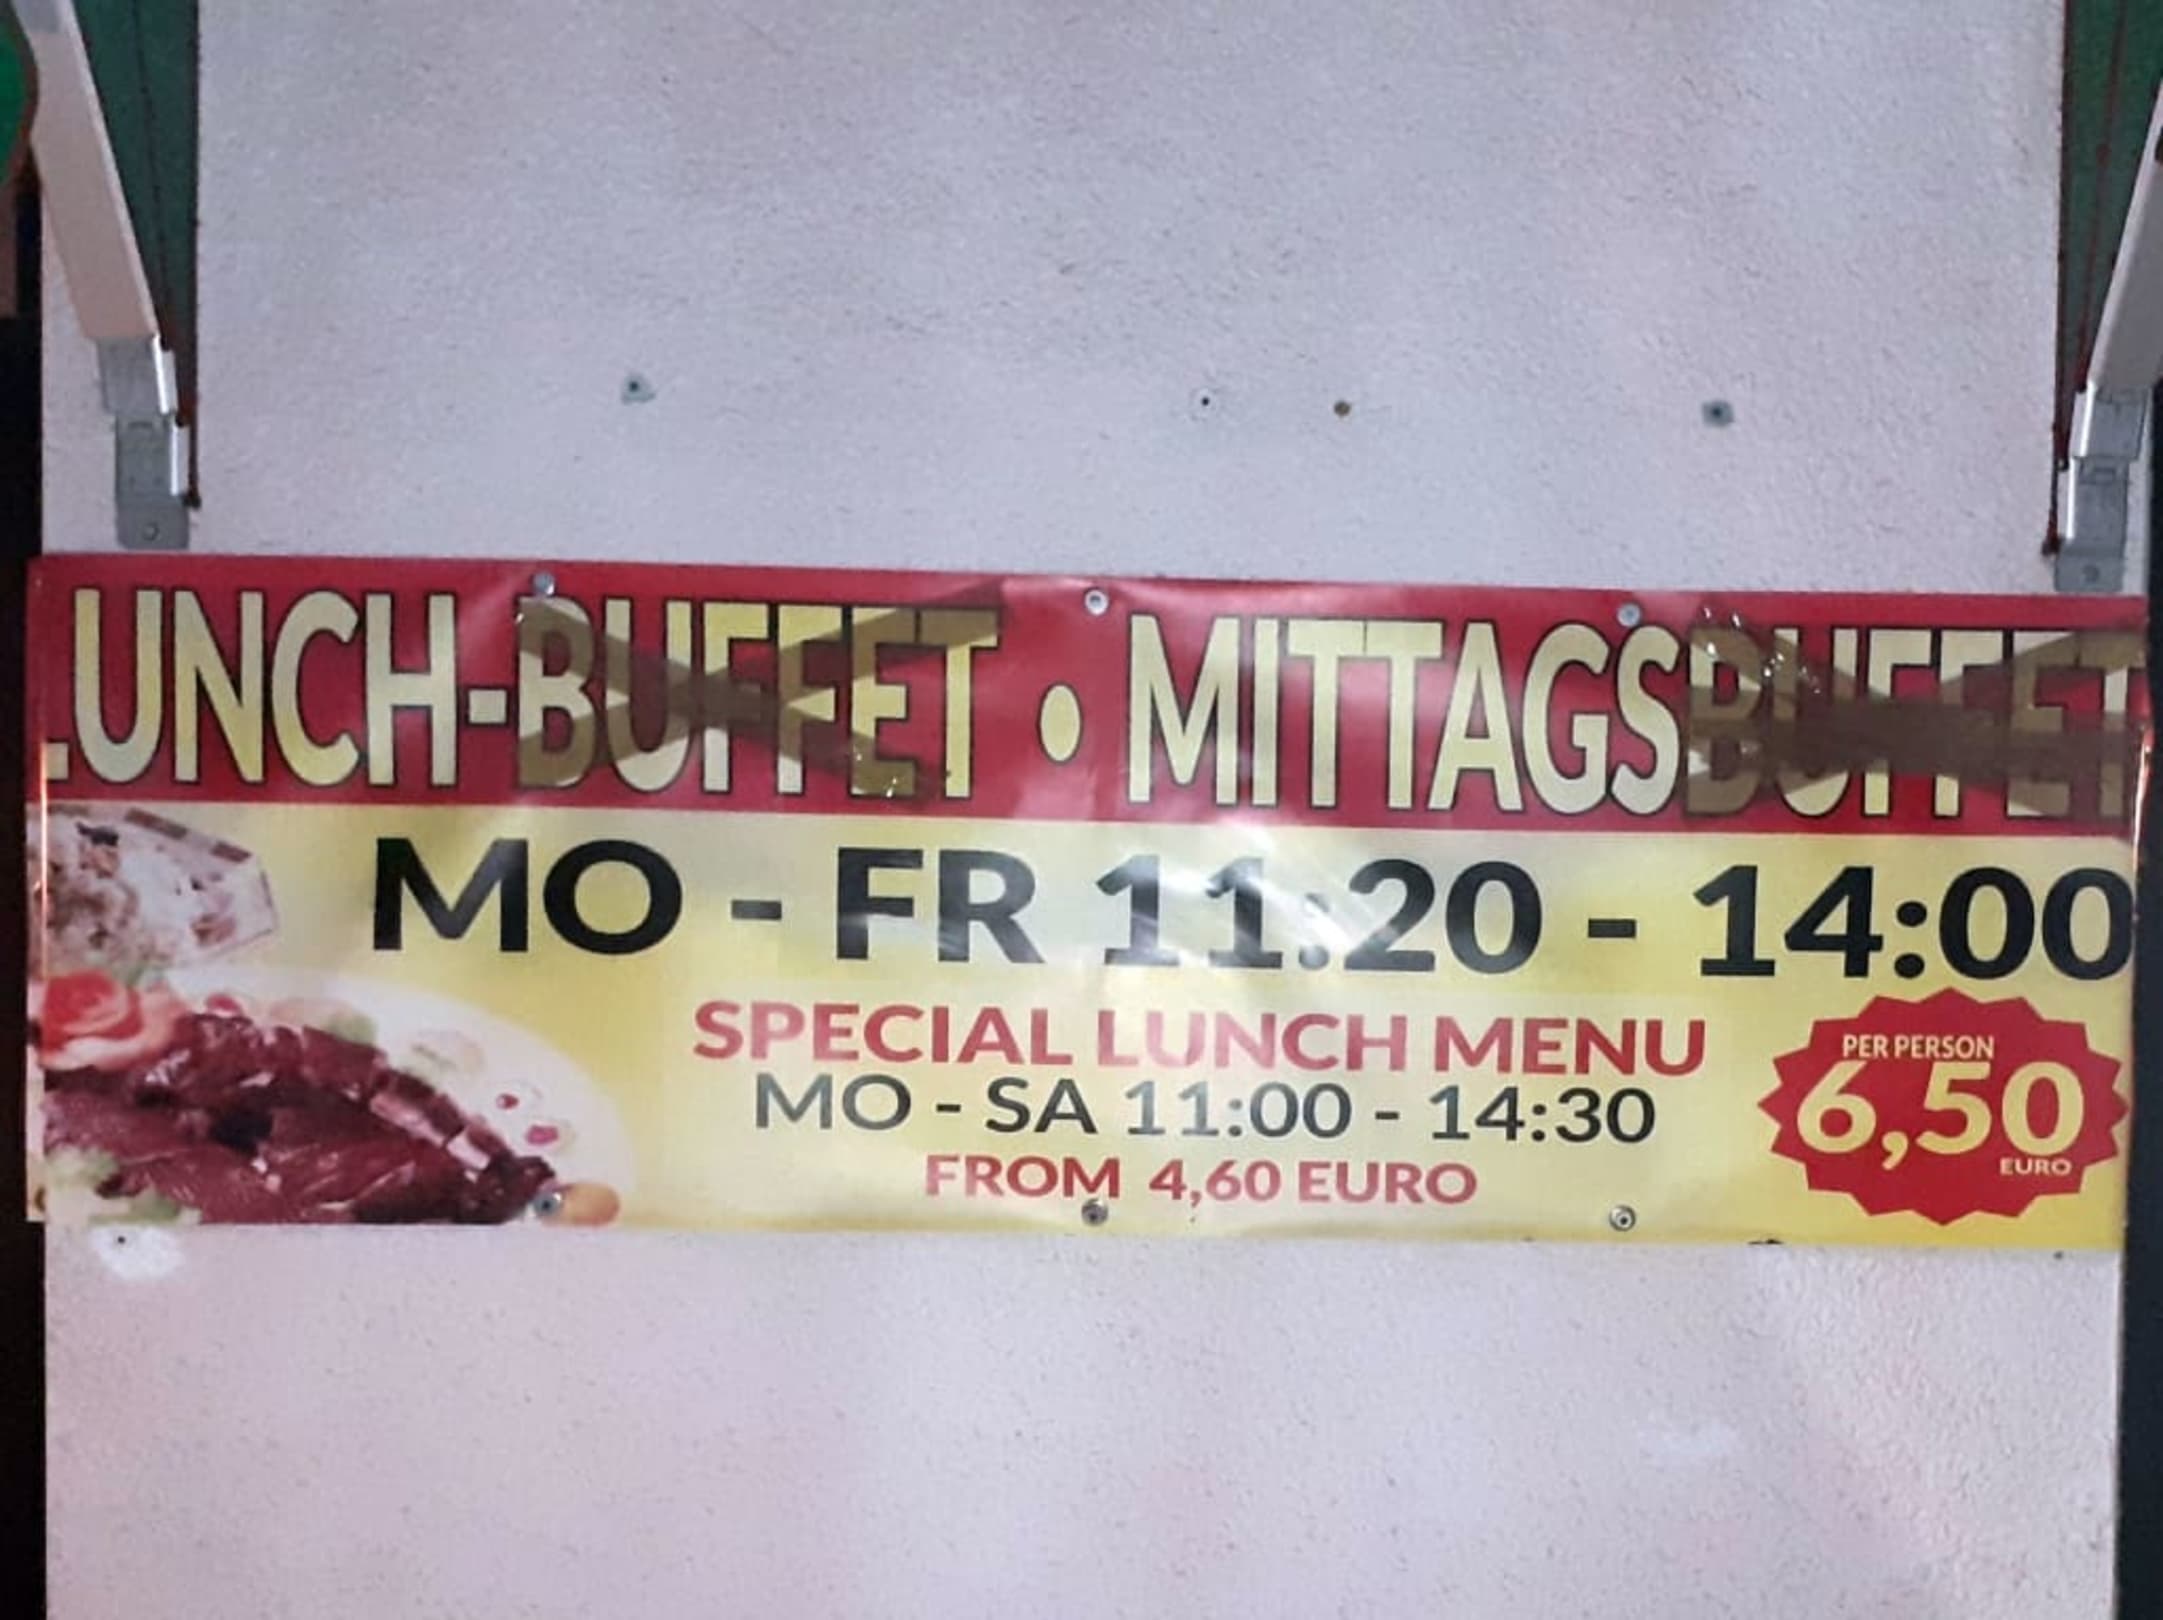 LUNCH-BUFFET • MITTAGSBUFFET
MO - FR 11:20 - 14:00
SPECIAL LUNCH MENU
MO - SA 11:00 - 14:30
FROM 4,60 EURO
PER PERSON
6,50
EURO